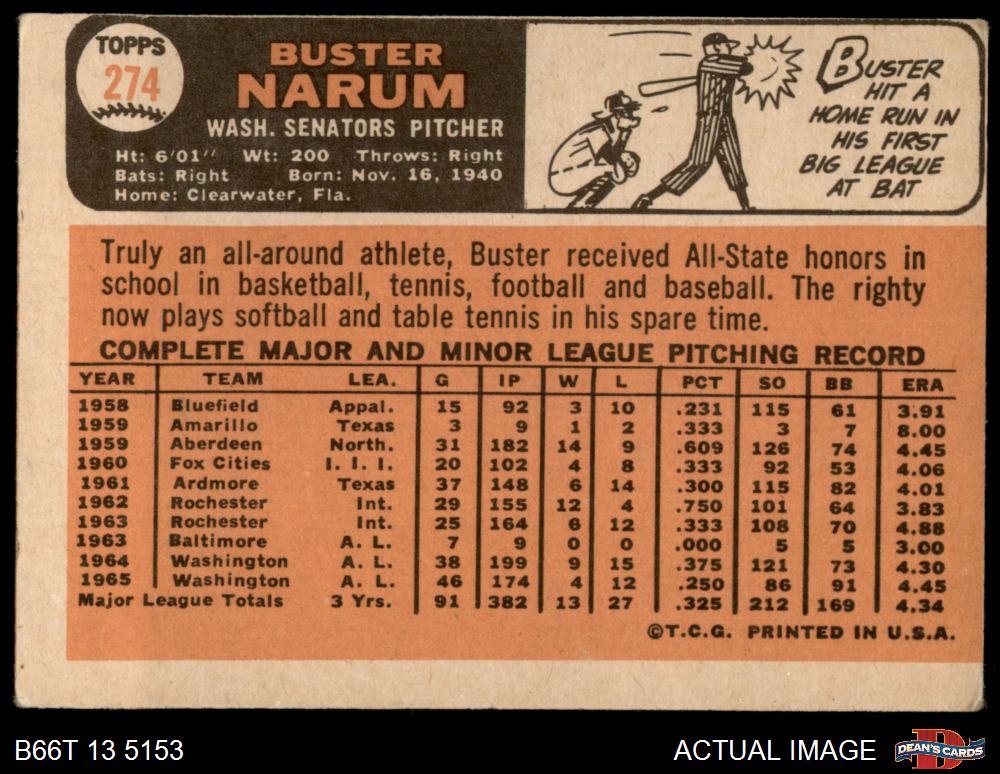 TOPPS
274
BUSTER
NARUM
WASH. SENATORS PITCHER
Ht: 6'01" Wt: 200 Throws: Right
Bats: Right Born: Nov. 16, 1940
Home: Clearwater, Fla.
BUSTER
HIT A
HOME RUN IN
HIS FIRST
BIG LEAGUE
AT BAT
Truly an all-around athlete, Buster received All-State honors in
school in basketball, tennis, football and baseball. The righty
now plays softball and table tennis in his spare time.
COMPLETE MAJOR AND MINOR LEAGUE PITCHING RECORD
YEAR TEAM LEA. G IP W L PCT SO BB ERA
1958 Bluefield Appal. 15 92 3 10 .231 115 61 3.91
1959 Amarillo Texas 3 9 1 2 .333 3 7 8.00
1959 Aberdeen North. 31 182 14 9 .609 126 74 4.45
1960 Fox Cities I. I. I. 20 102 4 8 .333 92 53 4.06
1961 Ardmore Texas 37 148 6 14 .300 115 82 4.01
1962 Rochester Int. 29 155 12 4 .750 101 64 3.83
1963 Rochester Int. 25 164 6 12 .333 108 70 4.88
1963 Baltimore A. L. 7 9 0 0 .000 5 5 3.00
1964 Washington A. L. 38 199 9 15 .375 121 73 4.30
1965 Washington A. L. 46 174 4 12 .250 86 91 4.45
Major League Totals 3 Yrs. 91 382 13 27 .325 212 169 4.34
©T.C.G. PRINTED IN U.S.A.
B66T 13 5153
ACTUAL IMAGE
D
DEAN'S CARDS